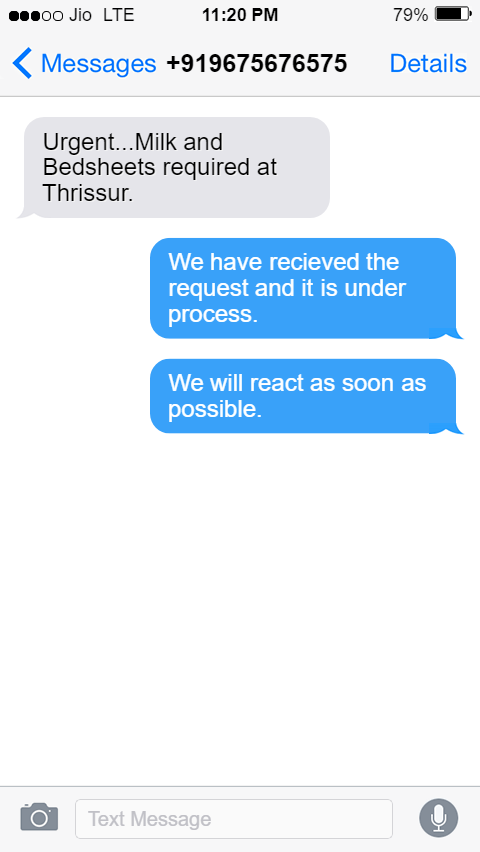 Jio LTE 11:20 PM 79%
Messages +919675676575 Details
Urgent...Milk and
Bedsheets required at
Thrissur.
We have recieved the
request and it is under
process.
We will react as soon as
possible.
Text Message